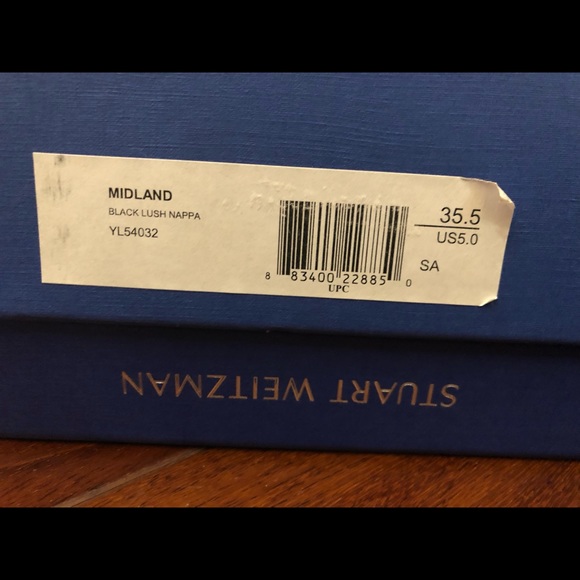 MIDLAND
BLACK LUSH NAPPA
YL54032
8 83400 22885 0
UPC
35.5
US5.0
SA
STUART WEITZMAN